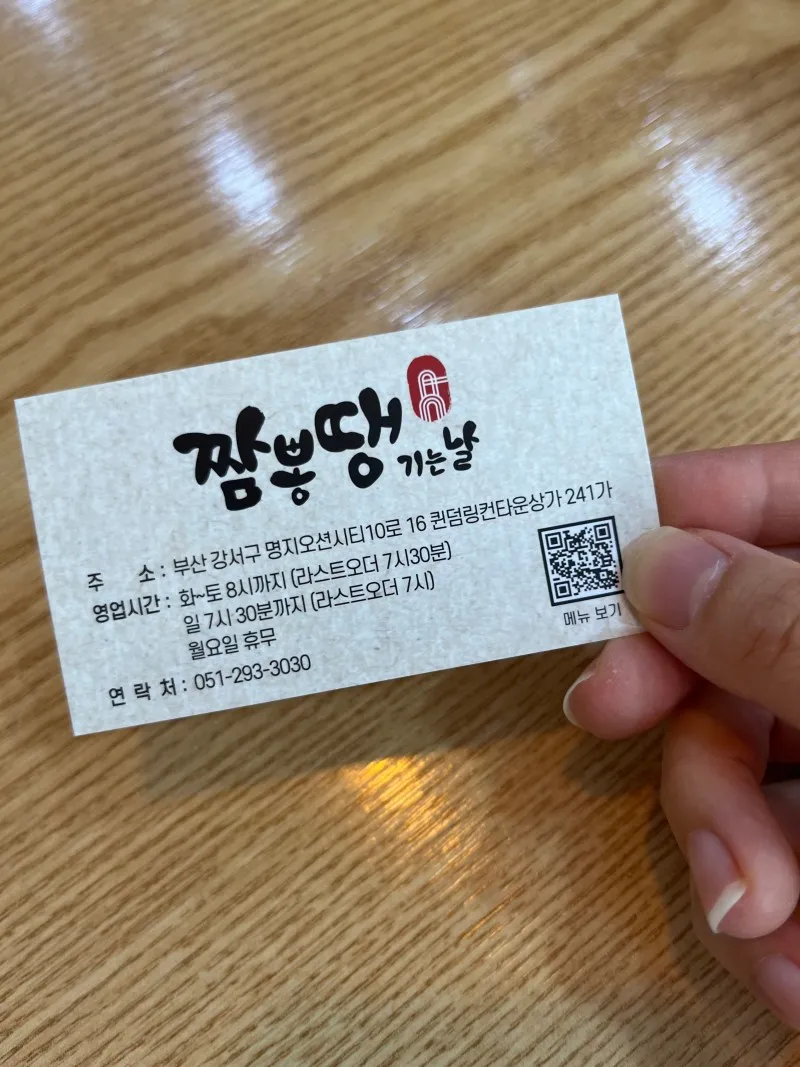 짬뽕땡기는날
주 소 : 부산 강서구 명지오션시티10로 16 퀸덤링컨타운상가 241가
영업시간 : 화~토 8시까지 (라스트오더 7시30분)
일 7시 30분까지 (라스트오더 7시)
월요일 휴무
연 락 처 : 051-293-3030
메뉴 보기